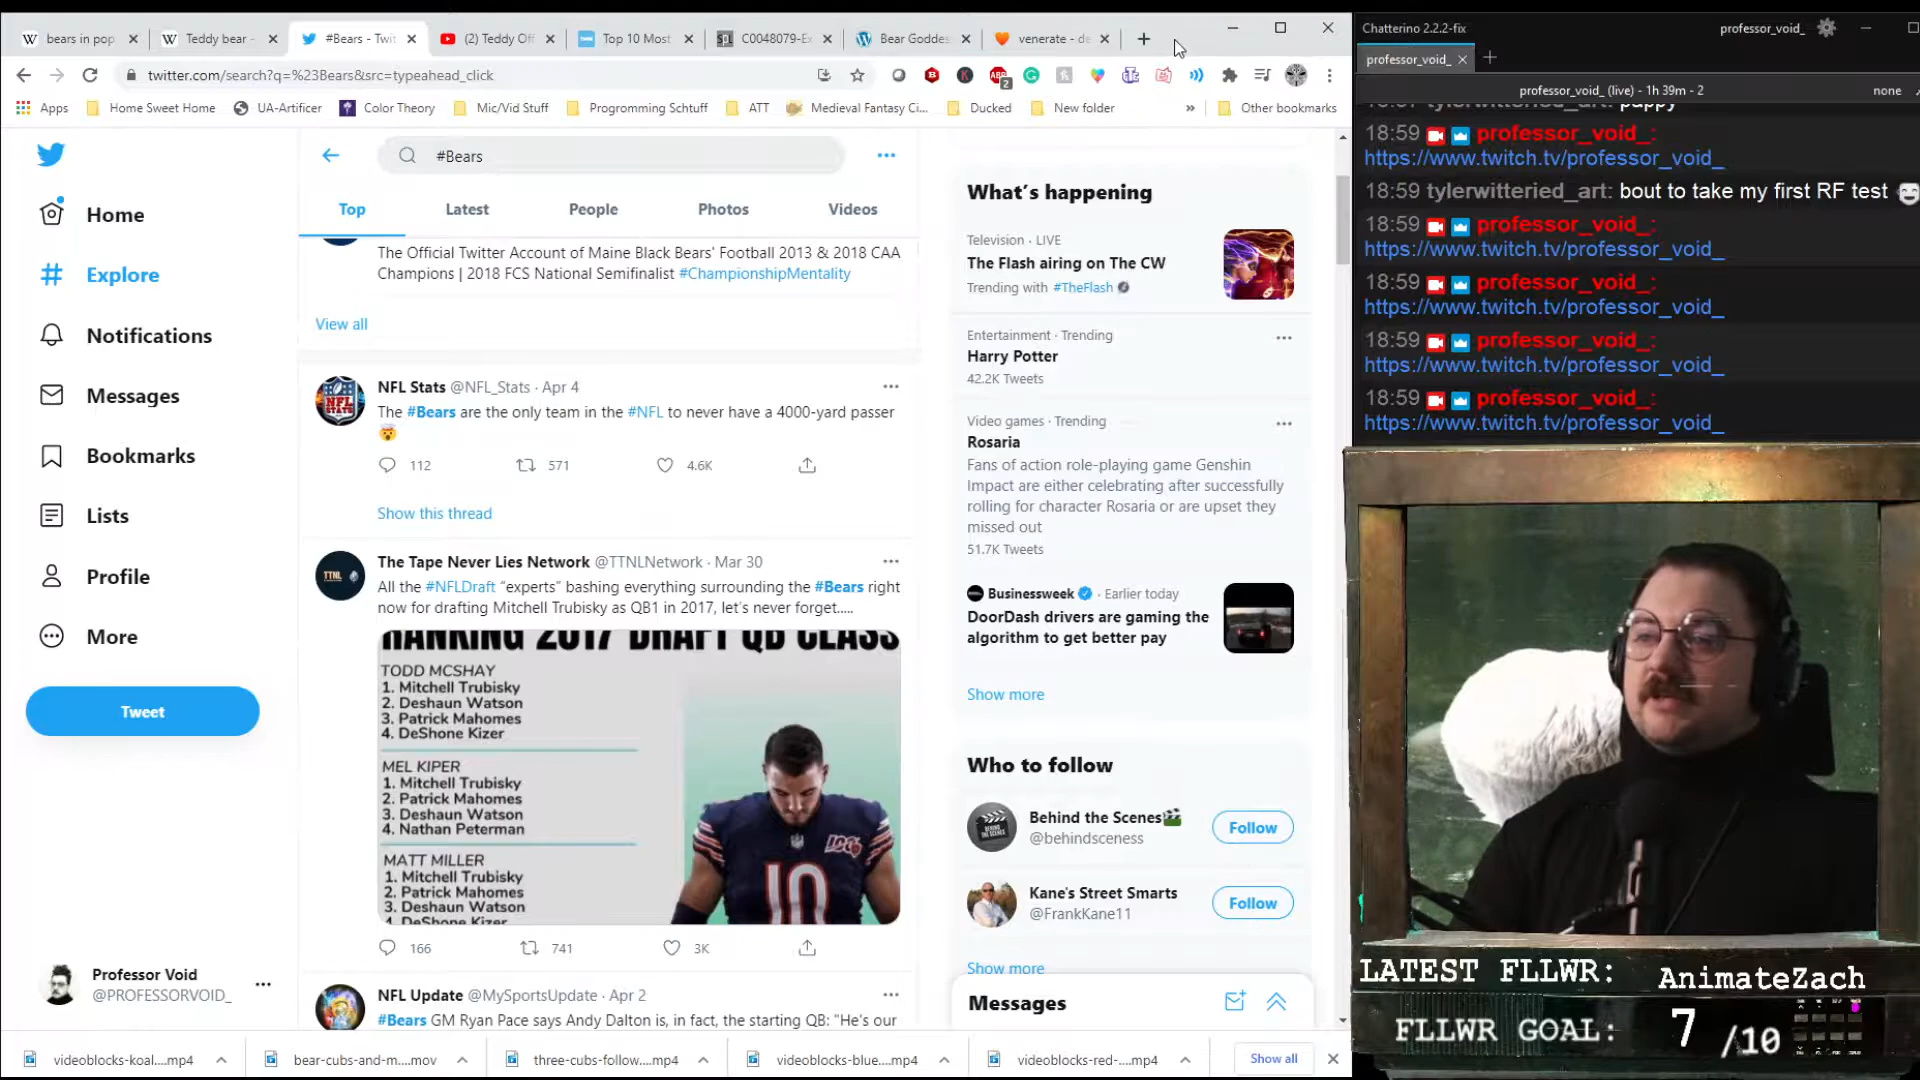 bears in pop
Teddy bear -
#Bears - Twit
(2) Teddy Off
Top 10 Most
C0048079-Ex
Bear Goddes
venerate - de
twitter.com/search?q=%23Bears&src=typeahead_click
Apps
Home Sweet Home
UA-Artificer
Color Theory
Mic/Vid Stuff
Programming Schtuff
ATT
Medieval Fantasy Ci...
Ducked
New folder
»
Other bookmarks
Home
Explore
Notifications
Messages
Bookmarks
Lists
Profile
More
Tweet
Professor Void
@PROFESSORVOID_
#Bears
Top
Latest
People
Photos
Videos
The Official Twitter Account of Maine Black Bears' Football 2013 & 2018 CAA
Champions | 2018 FCS National Semifinalist #ChampionshipMentality
View all
NFL Stats @NFL_Stats · Apr 4
The #Bears are the only team in the #NFL to never have a 4000-yard passer
🤯
112
571
4.6K
Show this thread
The Tape Never Lies Network @TTNLNetwork · Mar 30
All the #NFLDraft “experts” bashing everything surrounding the #Bears right
now for drafting Mitchell Trubisky as QB1 in 2017, let's never forget.....
RANKING 2017 DRAFT QB CLASS
TODD MCSHAY
1. Mitchell Trubisky
2. Deshaun Watson
3. Patrick Mahomes
4. DeShone Kizer
MEL KIPER
1. Mitchell Trubisky
2. Patrick Mahomes
3. Deshaun Watson
4. Nathan Peterman
MATT MILLER
1. Mitchell Trubisky
2. Patrick Mahomes
3. Deshaun Watson
4. DeShone Kizer
10
166
741
3K
NFL Update @MySportsUpdate · Apr 2
#Bears GM Ryan Pace says Andy Dalton is, in fact, the starting QB: "He's our
What's happening
Television · LIVE
The Flash airing on The CW
Trending with #TheFlash
Entertainment · Trending
Harry Potter
42.2K Tweets
Video games · Trending
Rosaria
Fans of action role-playing game Genshin
Impact are either celebrating after successfully
rolling for character Rosaria or are upset they
missed out
51.7K Tweets
Businessweek · Earlier today
DoorDash drivers are gaming the
algorithm to get better pay
Show more
Who to follow
Behind the Scenes
@behindsceness
Follow
Kane's Street Smarts
@FrankKane11
Follow
Show more
Messages
videoblocks-koal....mp4
bear-cubs-and-m....mov
three-cubs-follow....mp4
videoblocks-blue....mp4
videoblocks-red-....mp4
Show all
Chatterino 2.2.2-fix
professor_void_
professor_void_
professor_void_ (live) - 1h 39m - 2
none
tylerwitteried_art: puppy
18:59 professor_void_:
https://www.twitch.tv/professor_void_
18:59 tylerwitteried_art: bout to take my first RF test
18:59 professor_void_:
https://www.twitch.tv/professor_void_
18:59 professor_void_:
https://www.twitch.tv/professor_void_
18:59 professor_void_:
https://www.twitch.tv/professor_void_
18:59 professor_void_:
https://www.twitch.tv/professor_void_
LATEST FLLWR: AnimateZach
FLLWR GOAL: 7 /10